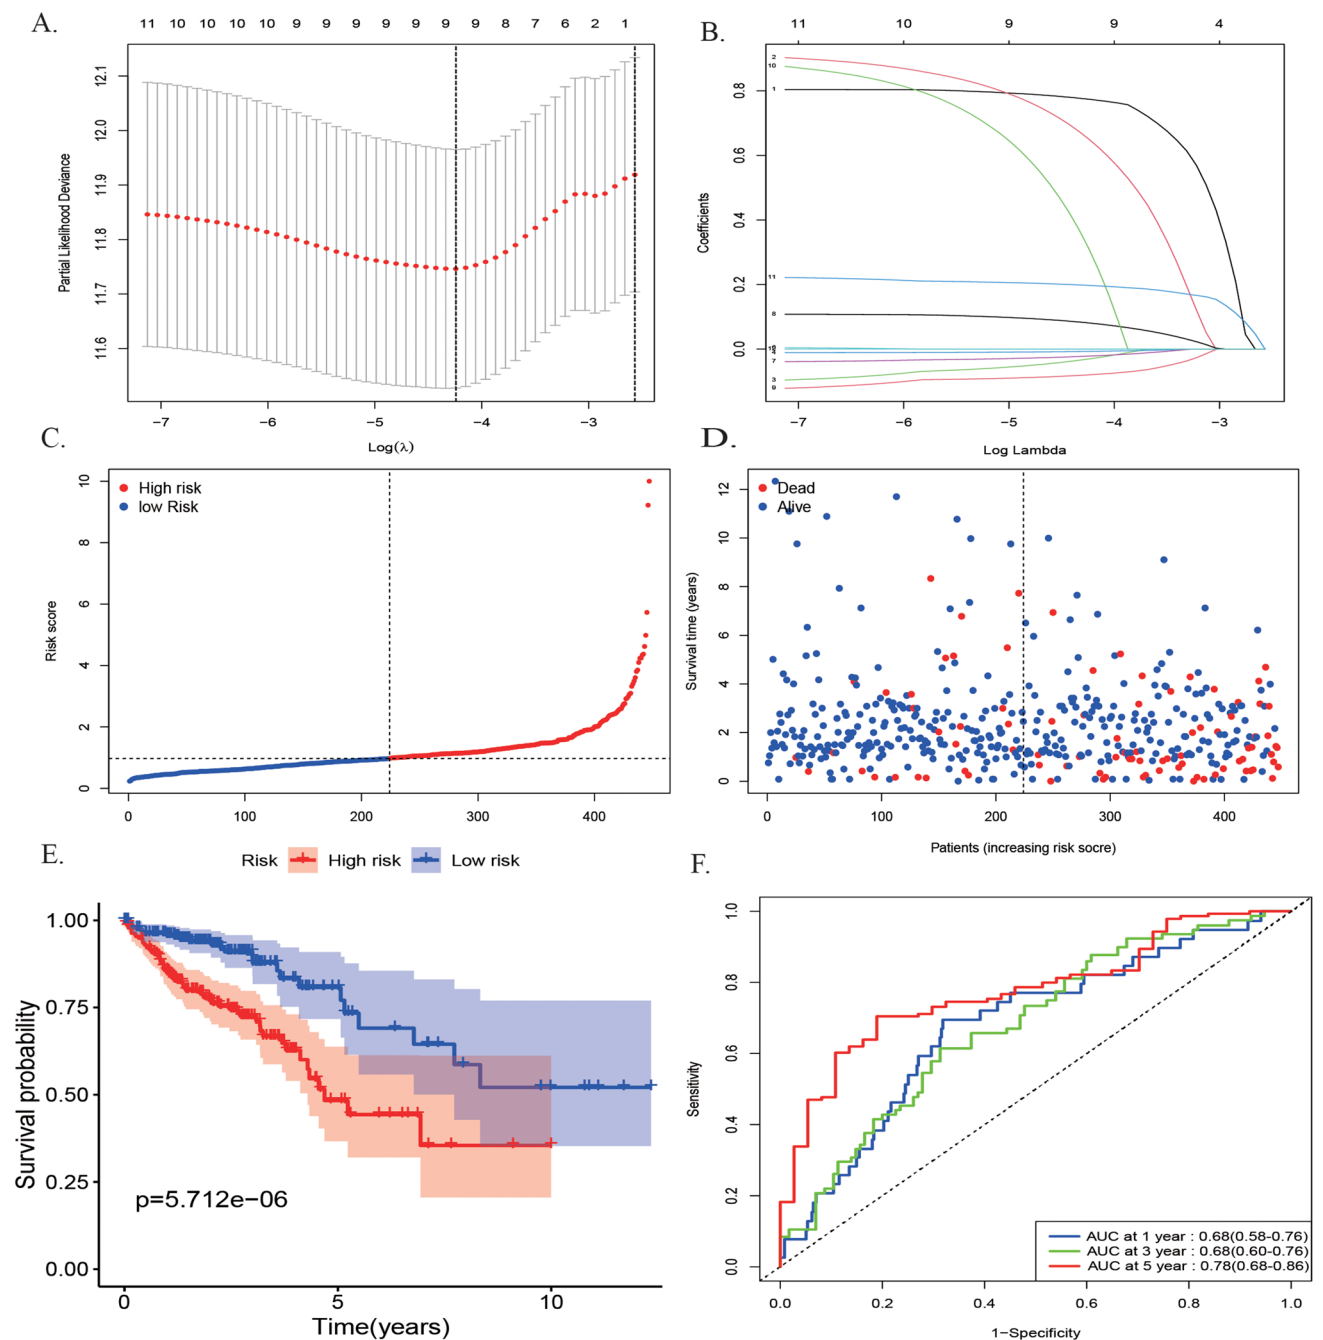 A.
11 10 10 10 9 9 9 9 9 9 8 7 6 2 1
12.1
12.0
11.9
11.8
11.7
11.6
Partial Likelihood Deviance
−7 −6 −5 −4 −3
Log(λ)
B.
11 10 9 9 4
0.8
0.6
0.4
0.2
0.0
Coefficients
2
10
1
11
8
7
3
9
−7 −6 −5 −4 −3
Log Lambda
C.
High risk
low Risk
10
8
6
4
2
0
Risk score
0 100 200 300 400
D.
Dead
Alive
12
10
8
6
4
2
0
Survival time (years)
0 100 200 300 400
Patients (increasing risk socre)
E.
Risk High risk Low risk
1.00
0.75
0.50
0.25
0.00
Survival probability
p=5.712e−06
0 5 10
Time(years)
F.
1.0
0.8
0.6
0.4
0.2
0.0
Sensitivity
AUC at 1 year : 0.68(0.58-0.76)
AUC at 3 year : 0.68(0.60-0.76)
AUC at 5 year : 0.78(0.68-0.86)
0.0 0.2 0.4 0.6 0.8 1.0
1-Specificity